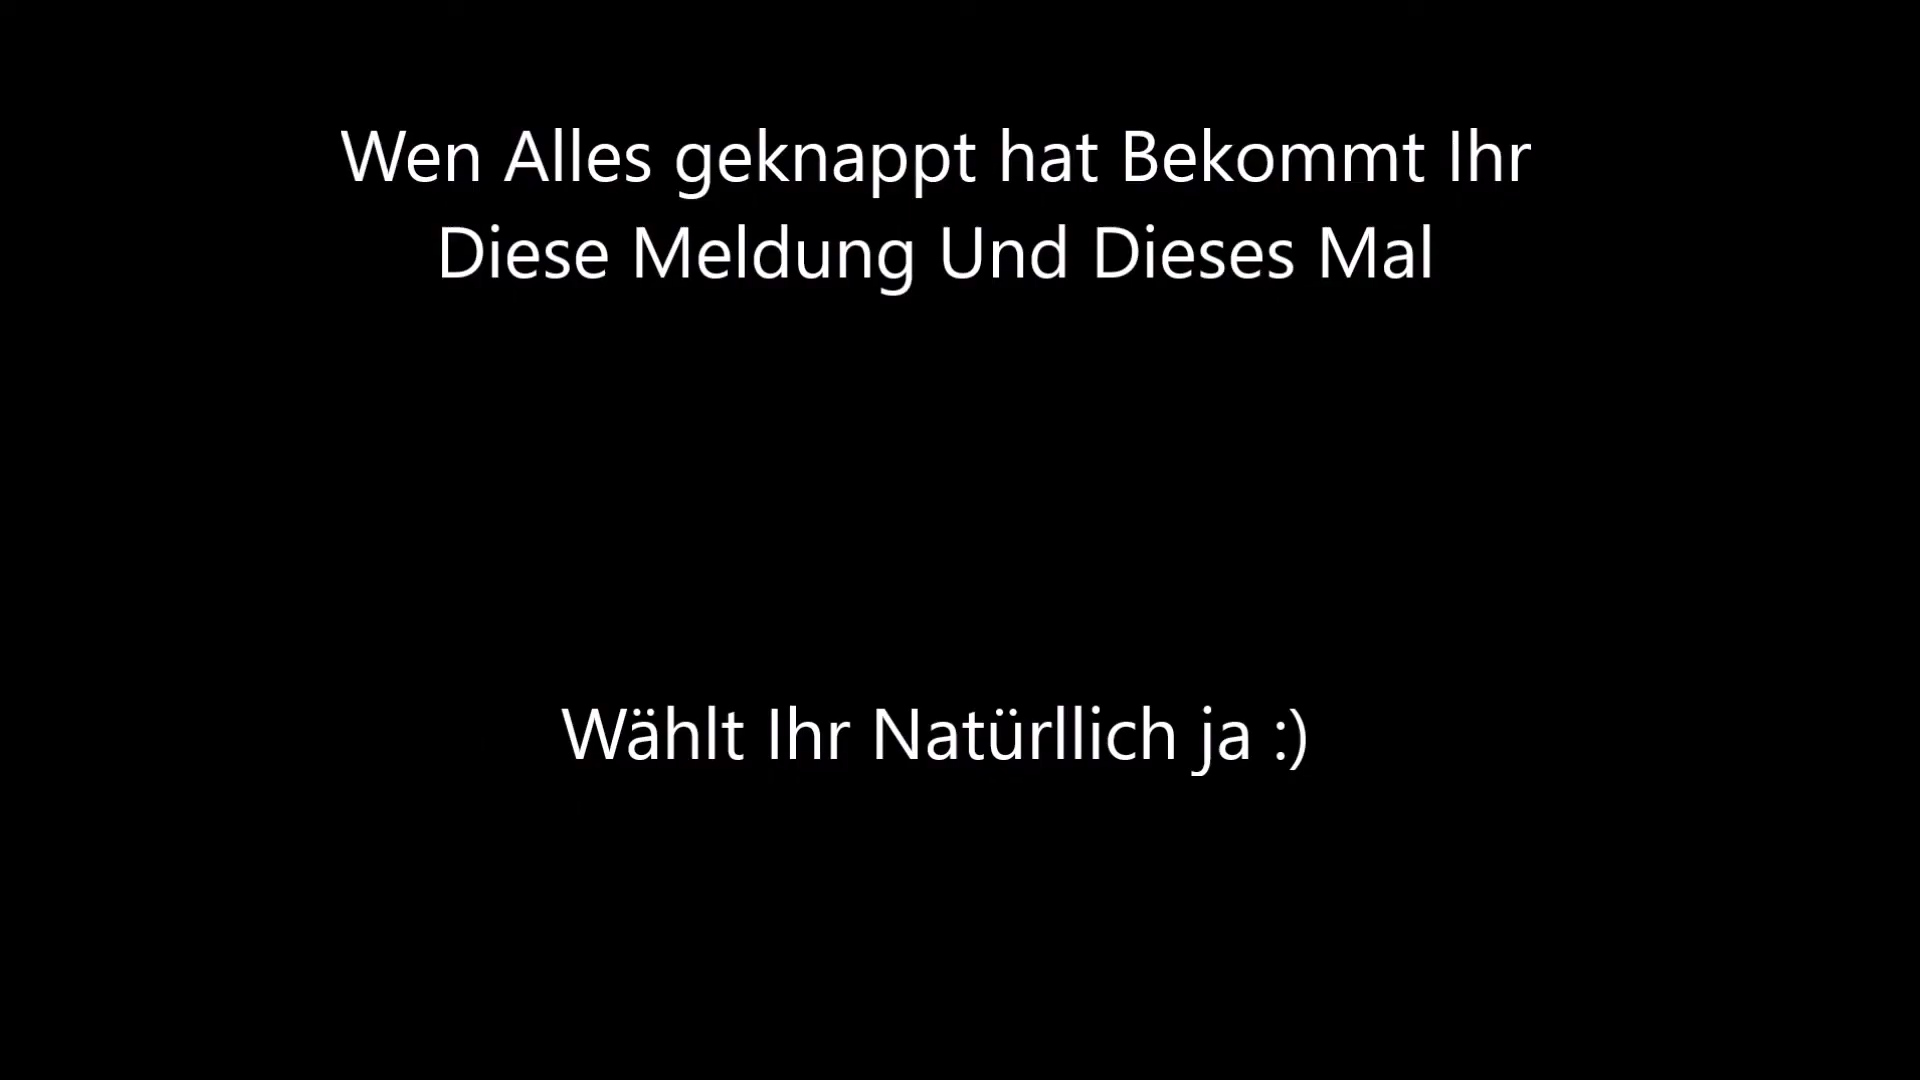 Wen Alles geknappt hat Bekommt Ihr
Diese Meldung Und Dieses Mal
Wählt Ihr Natürllich ja :)